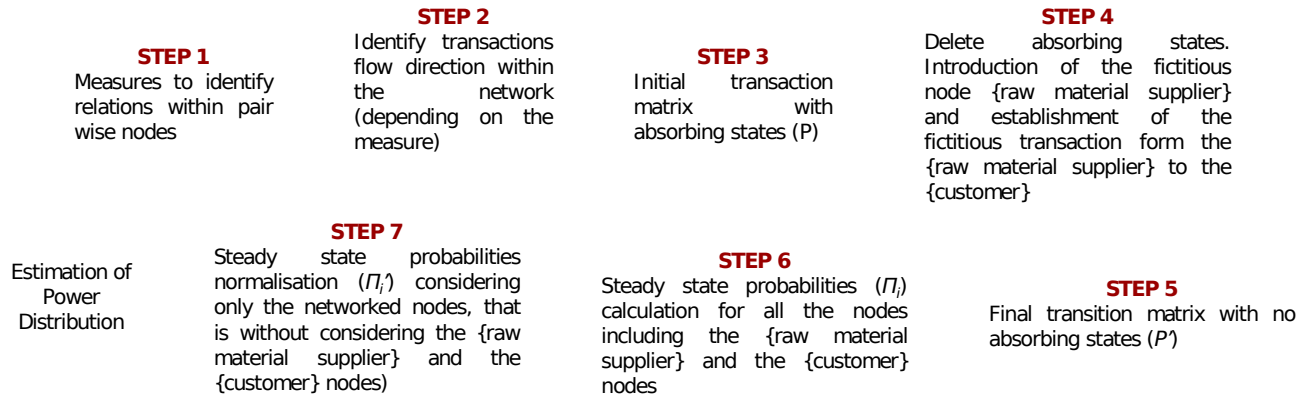 STEP 1
Measures to identify
relations within pair
wise nodes
STEP 2
Identify transactions
flow direction within
the network
(depending on the
measure)
STEP 3
Initial transaction
matrix with
absorbing states (P)
STEP 4
Delete absorbing states.
Introduction of the fictitious
node {raw material supplier}
and establishment of the
fictitious transaction form the
{raw material supplier} to the
{customer}
STEP 5
Final transition matrix with no
absorbing states (P')
STEP 6
Steady state probabilities (Πi)
calculation for all the nodes
including the {raw material
supplier} and the {customer}
nodes
STEP 7
Steady state probabilities
normalisation (Πi') considering
only the networked nodes, that
is without considering the {raw
material supplier} and the
{customer} nodes)
Estimation of
Power
Distribution